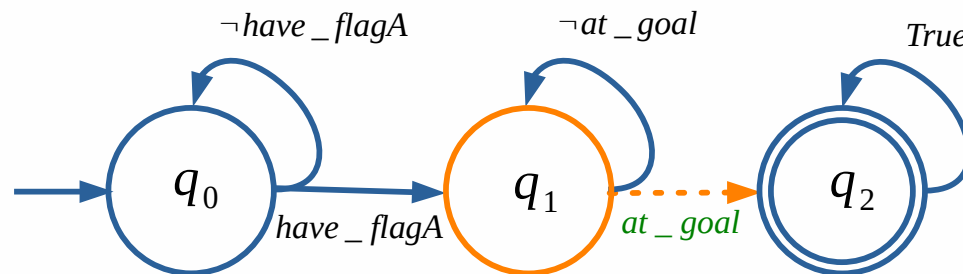 ¬have_flagA
¬at_goal
True
q0
q1
q2
have_flagA
at_goal